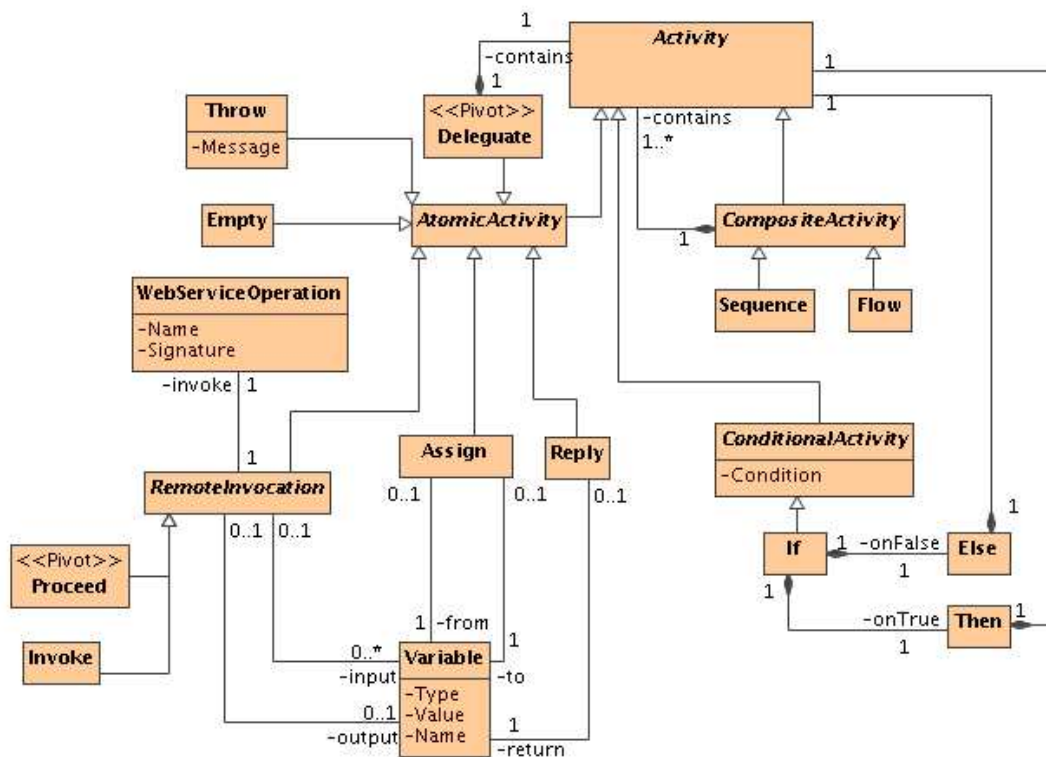 1
Activity
-contains
1
1
1
<<Pivot>>
Deleguate
-contains
1..*
Throw
-Message
Empty
AtomicActivity
1
CompositeActivity
Sequence
Flow
WebServiceOperation
-Name
-Signature
-invoke
1
1
RemoteInvocation
0..1
0..1
Assign
0..1
0..1
Reply
0..1
ConditionalActivity
-Condition
If
1
-onFalse
1
Else
1
1
-onTrue
1
Then
1
<<Pivot>>
Proceed
Invoke
1
-from
1
0..*
-input
Variable
-to
-Type
-Value
-Name
0..1
-output
1
-return